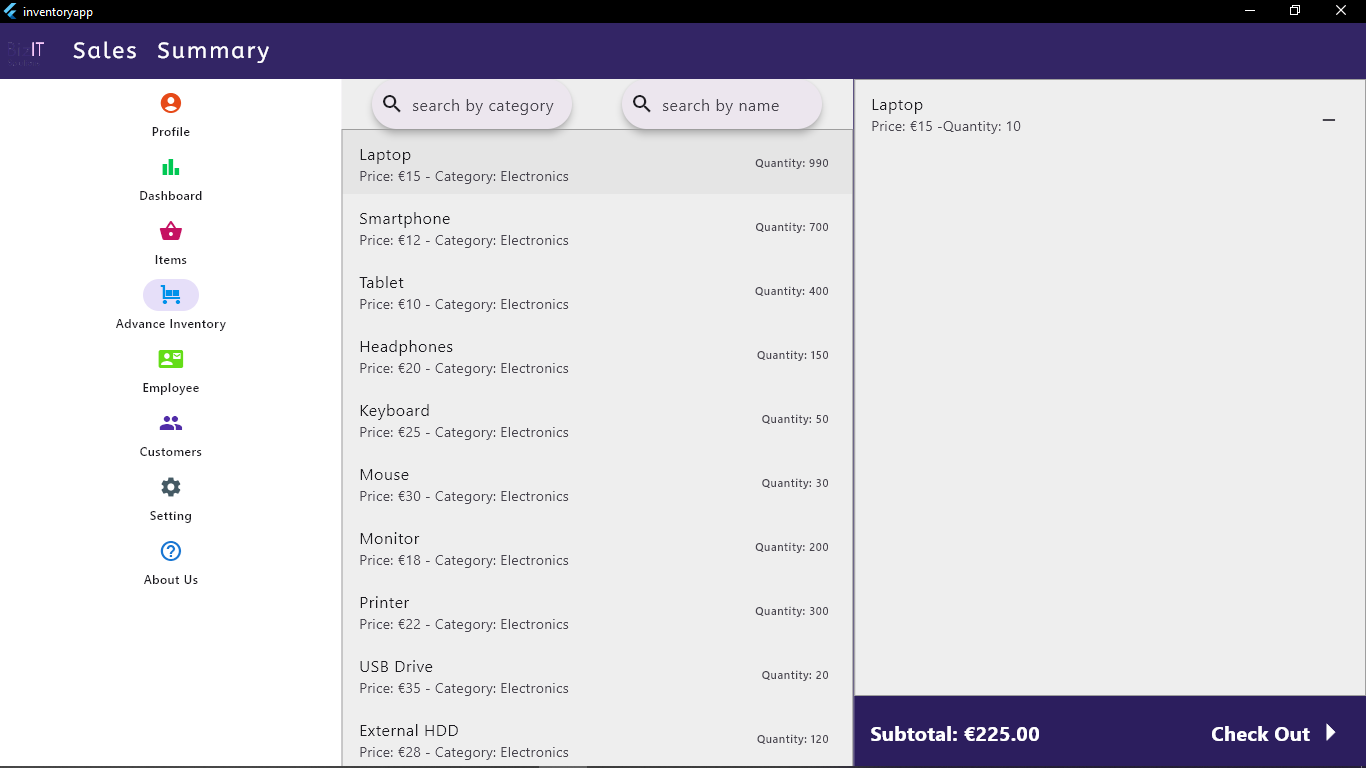 inventoryapp
IT
Sales Summary
Profile
Dashboard
Items
Advance Inventory
Employee
Customers
Setting
About Us
search by category
search by name
Laptop
Price: €15 - Category: Electronics
Quantity: 990
Smartphone
Price: €12 - Category: Electronics
Quantity: 700
Tablet
Price: €10 - Category: Electronics
Quantity: 400
Headphones
Price: €20 - Category: Electronics
Quantity: 150
Keyboard
Price: €25 - Category: Electronics
Quantity: 50
Mouse
Price: €30 - Category: Electronics
Quantity: 30
Monitor
Price: €18 - Category: Electronics
Quantity: 200
Printer
Price: €22 - Category: Electronics
Quantity: 300
USB Drive
Price: €35 - Category: Electronics
Quantity: 20
External HDD
Price: €28 - Category: Electronics
Quantity: 120
Laptop
Price: €15 -Quantity: 10
Subtotal: €225.00
Check Out